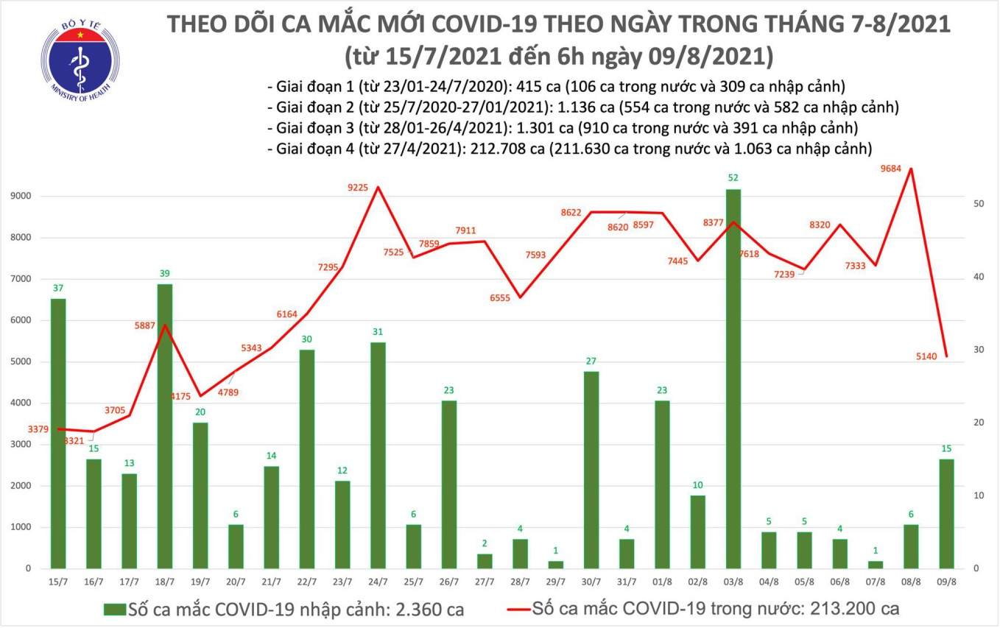 BỘ Y TẾ
MINISTRY OF HEALTH
THEO DÕI CA MẮC MỚI COVID-19 THEO NGÀY TRONG THÁNG 7-8/2021
(từ 15/7/2021 đến 6h ngày 09/8/2021)
- Giai đoạn 1 (từ 23/01-24/7/2020): 415 ca (106 ca trong nước và 309 ca nhập cảnh)
- Giai đoạn 2 (từ 25/7/2020-27/01/2021): 1.136 ca (554 ca trong nước và 582 ca nhập cảnh)
- Giai đoạn 3 (từ 28/01-26/4/2021): 1.301 ca (910 ca trong nước và 391 ca nhập cảnh)
- Giai đoạn 4 (từ 27/4/2021): 212.708 ca (211.630 ca trong nước và 1.063 ca nhập cảnh)
9000 8000 7000 6000 5000 4000 3000 2000 1000 0
3379 3321 3705 5887 4175 4789 5343 6164 7295 9225 7525 7859 7911 6555 7593 8622 8620 8597 7445 8377 7618 7239 8320 7333 9684 5140
37 15 13 39 20 6 14 30 12 31 6 23 2 4 1 27 4 23 10 52 5 5 4 1 6 15
50 40 30 20 10 0
15/7 16/7 17/7 18/7 19/7 20/7 21/7 22/7 23/7 24/7 25/7 26/7 27/7 28/7 29/7 30/7 31/7 01/8 02/8 03/8 04/8 05/8 06/8 07/8 08/8 09/8
Số ca mắc COVID-19 nhập cảnh: 2.360 ca
Số ca mắc COVID-19 trong nước: 213.200 ca